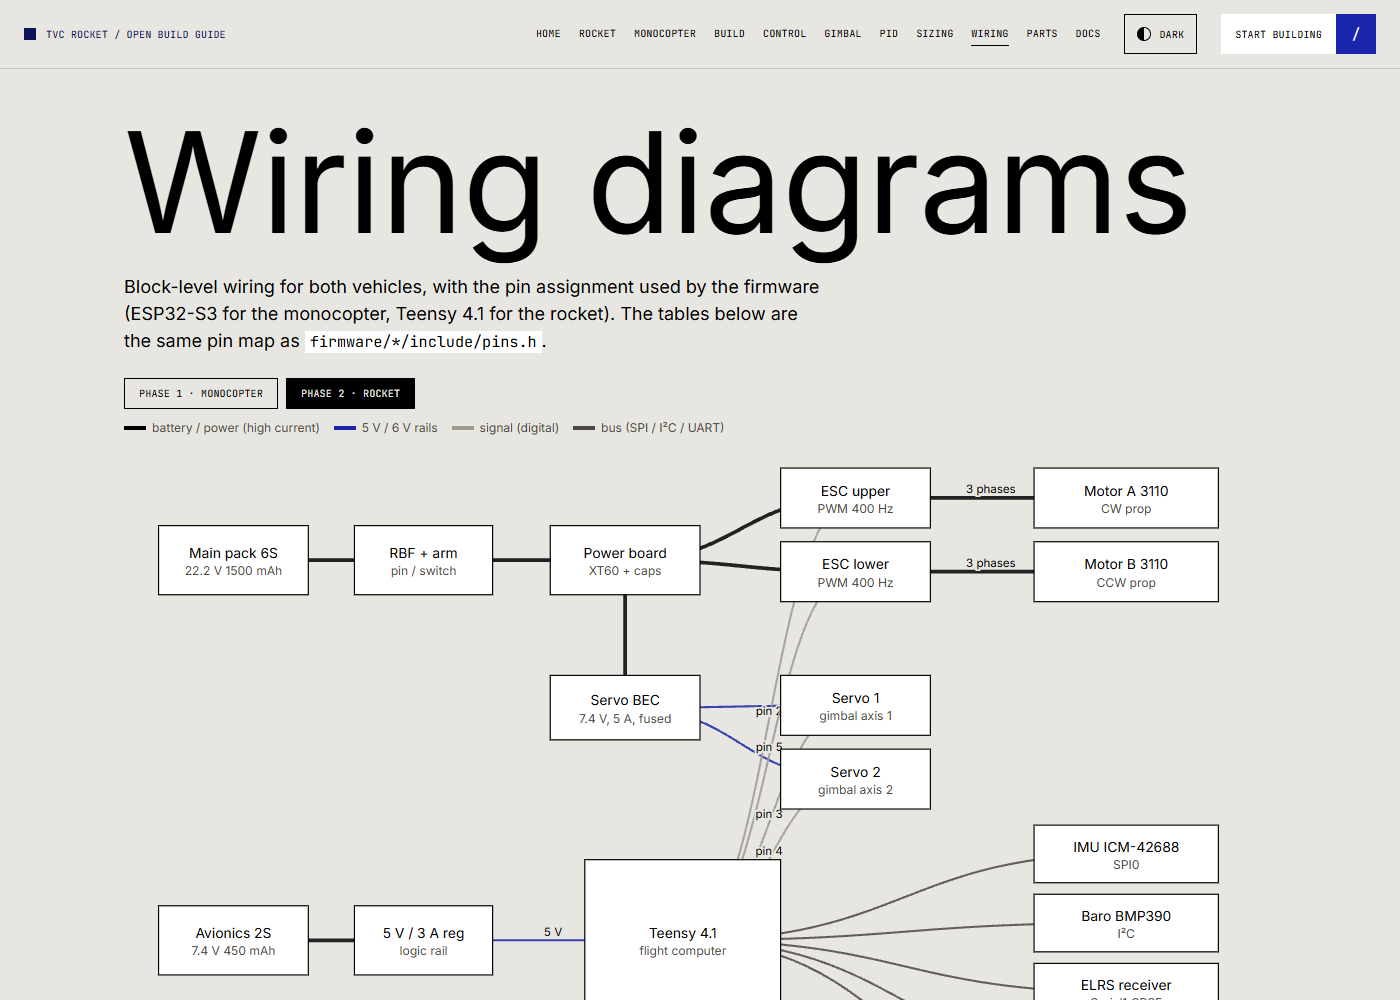 TVC ROCKET / OPEN BUILD GUIDE
HOME ROCKET MONOCOPTER BUILD CONTROL GIMBAL PID SIZING WIRING PARTS DOCS
DARK
START BUILDING /
Wiring diagrams
Block-level wiring for both vehicles, with the pin assignment used by the firmware
(ESP32-S3 for the monocopter, Teensy 4.1 for the rocket). The tables below are
the same pin map as firmware/*/include/pins.h.
PHASE 1 · MONOCOPTER
PHASE 2 · ROCKET
battery / power (high current)
5 V / 6 V rails
signal (digital)
bus (SPI / I²C / UART)
ESC upper
PWM 400 Hz
3 phases
Motor A 3110
CW prop
Main pack 6S
22.2 V 1500 mAh
RBF + arm
pin / switch
Power board
XT60 + caps
ESC lower
PWM 400 Hz
3 phases
Motor B 3110
CCW prop
Servo BEC
7.4 V, 5 A, fused
pin 2
Servo 1
gimbal axis 1
pin 5
Servo 2
gimbal axis 2
pin 3
pin 4
IMU ICM-42688
SPI0
Baro BMP390
I²C
Avionics 2S
7.4 V 450 mAh
5 V / 3 A reg
logic rail
5 V
Teensy 4.1
flight computer
ELRS receiver